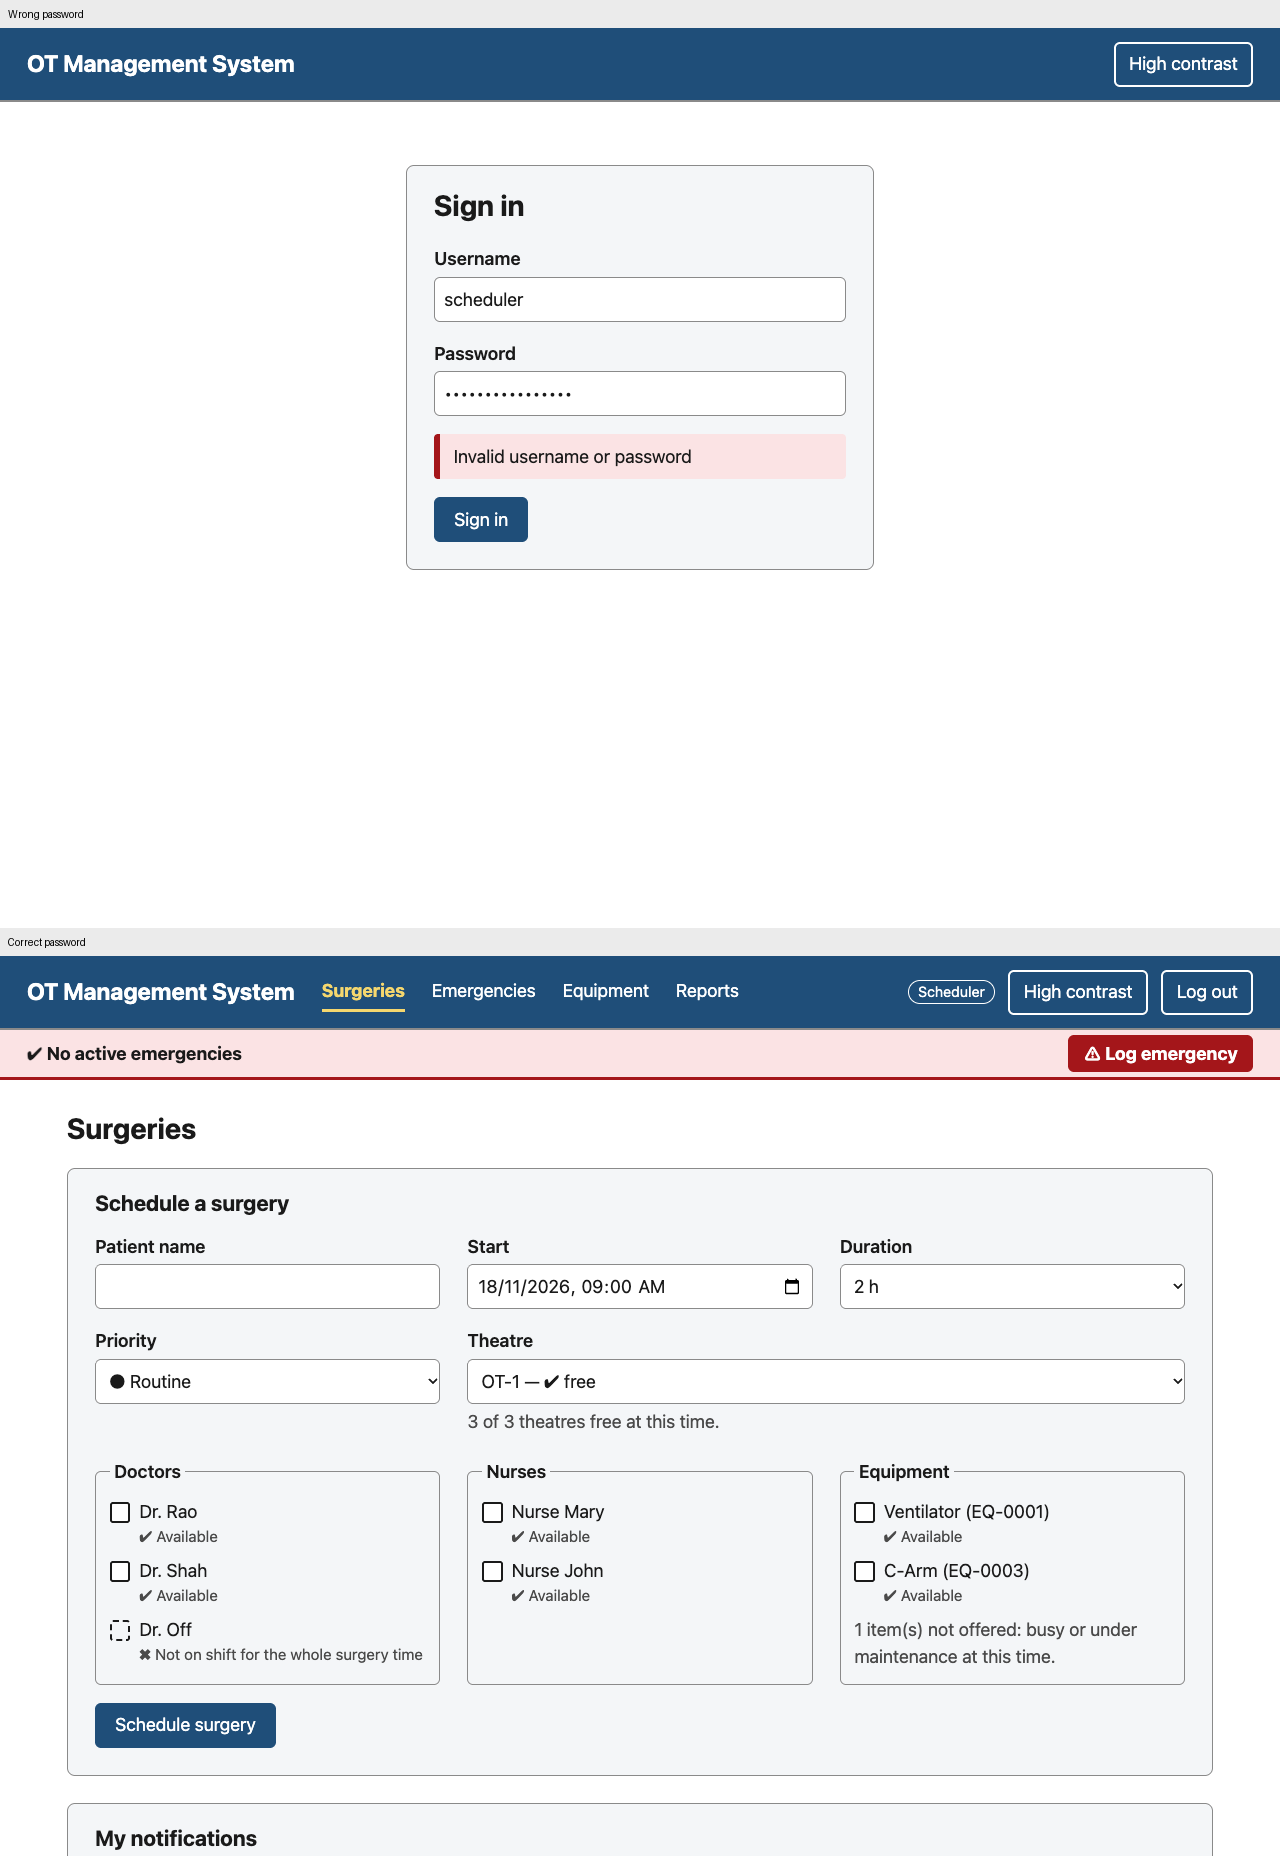 Wrong password
OT Management System
High contrast
Sign in
Username
scheduler
Password
••••••••••••••••
Invalid username or password
Sign in
Correct password
OT Management System Surgeries Emergencies Equipment Reports Scheduler High contrast Log out
✔ No active emergencies ⚠ Log emergency
Surgeries
Schedule a surgery
Patient name Start Duration
18/11/2026, 09:00 AM 2 h
Priority Theatre
● Routine OT-1 — ✔ free
3 of 3 theatres free at this time.
Doctors
Dr. Rao
✔ Available
Dr. Shah
✔ Available
Dr. Off
✖ Not on shift for the whole surgery time
Nurses
Nurse Mary
✔ Available
Nurse John
✔ Available
Equipment
Ventilator (EQ-0001)
✔ Available
C-Arm (EQ-0003)
✔ Available
1 item(s) not offered: busy or under
maintenance at this time.
Schedule surgery
My notifications